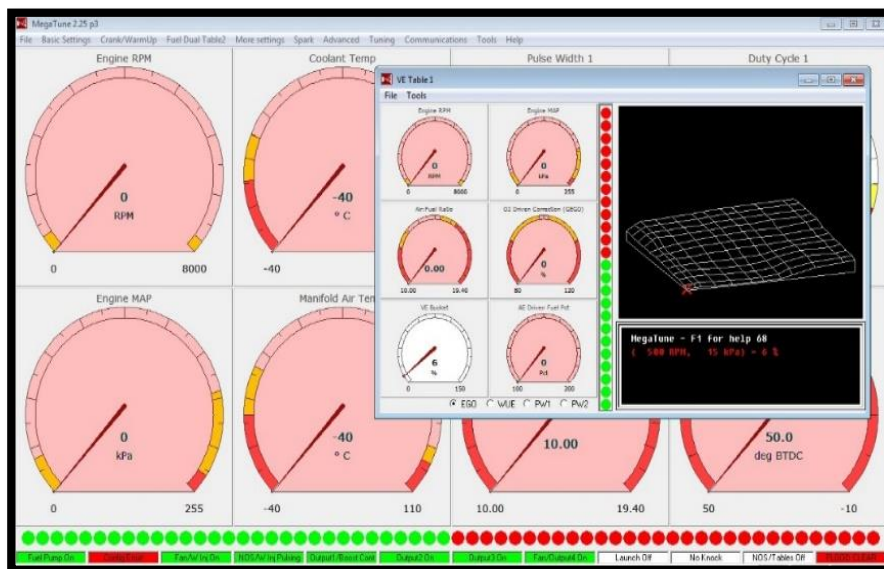 MegaTune 2.25 p3
File Basic Settings Crank/WarmUp Fuel Dual Table2 More settings Spark Advanced Tuning Communications Tools Help
Engine RPM
0
RPM
0 8000
Coolant Temp
-40
° C
-40
Pulse Width 1
Duty Cycle 1
VE Table 1
File Tools
Engine RPM
0
RPM
0 8000
Engine MAP
0
kPa
0 255
Air:Fuel Ratio
0.00
10.00 19.40
O2 Driven Correction (GEGO)
0
%
80 120
VE Bucket
6
%
0 150
AE Driven Fuel Pct
0
Pct
100 200
EGO WUE PW1 PW2
MegaTune - F1 for help 68
( 500 RPM, 15 kPa) = 6 %
Engine MAP
0
kPa
0 255
Manifold Air Tem
-40
° C
-40 110
10.00
10.00 19.40
50.0
deg BTDC
50 -10
Fuel Pump On
Config Error
Fan/W Inj On
NOS/W Inj Pulsing
Output1/Boost Cont
Output2 On
Output3 On
Fan/Output4 On
Launch Off
No Knock
NOS/Tables Off